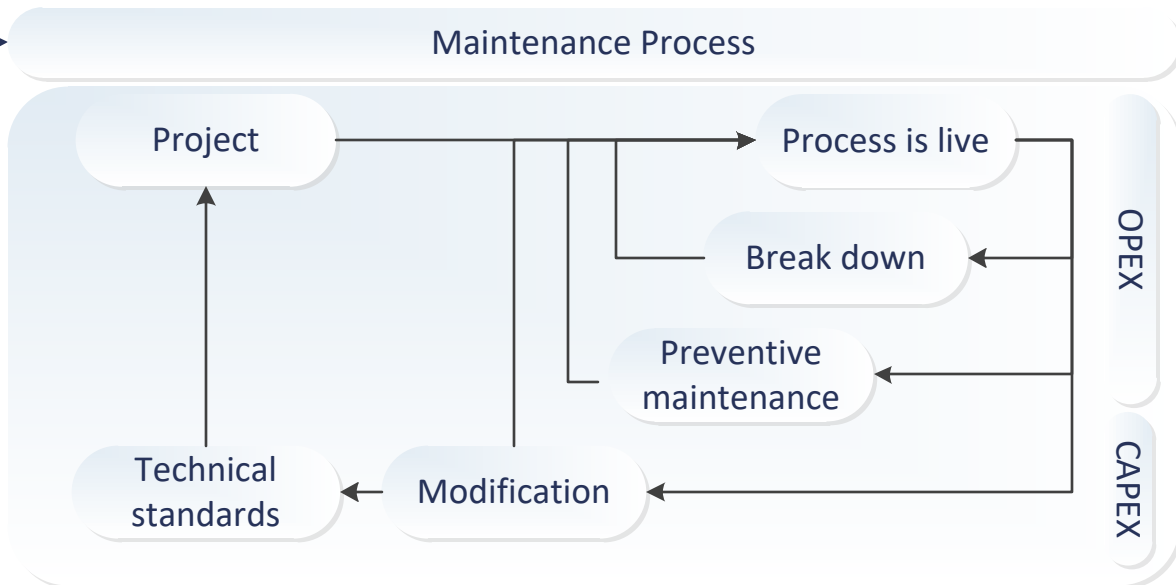 Maintenance Process
Project
Process is live
Break down
Preventive
maintenance
Technical
standards
Modification
OPEX
CAPEX